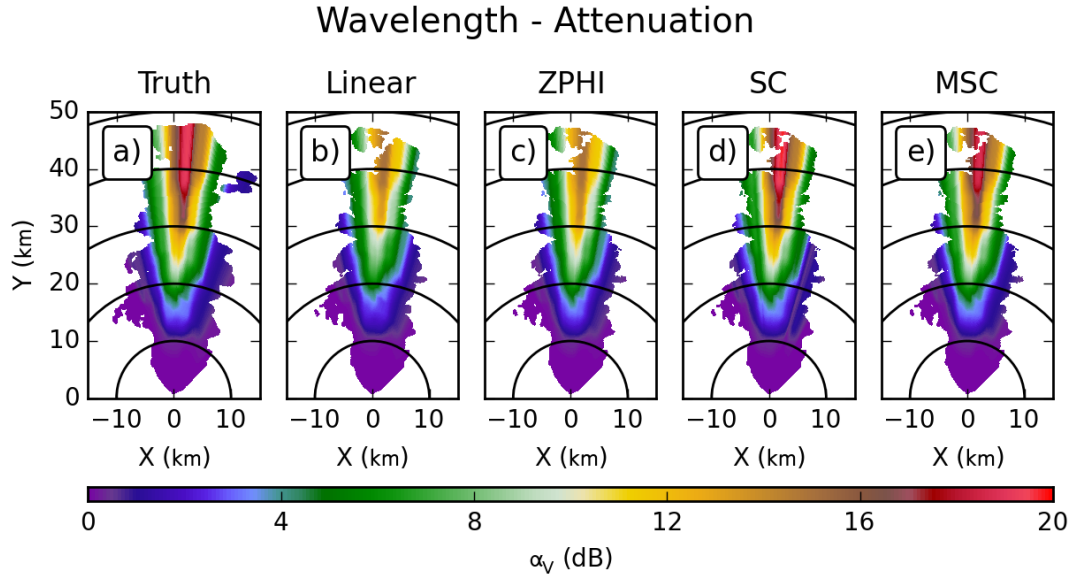 Wavelength - Attenuation
Truth Linear ZPHI SC MSC
50
40
30
20
10
0
Y (km)
a) b) c) d) e)
−10 0 10 −10 0 10 −10 0 10 −10 0 10 −10 0 10
X (km) X (km) X (km) X (km) X (km)
0 4 8 12 16 20
αV (dB)